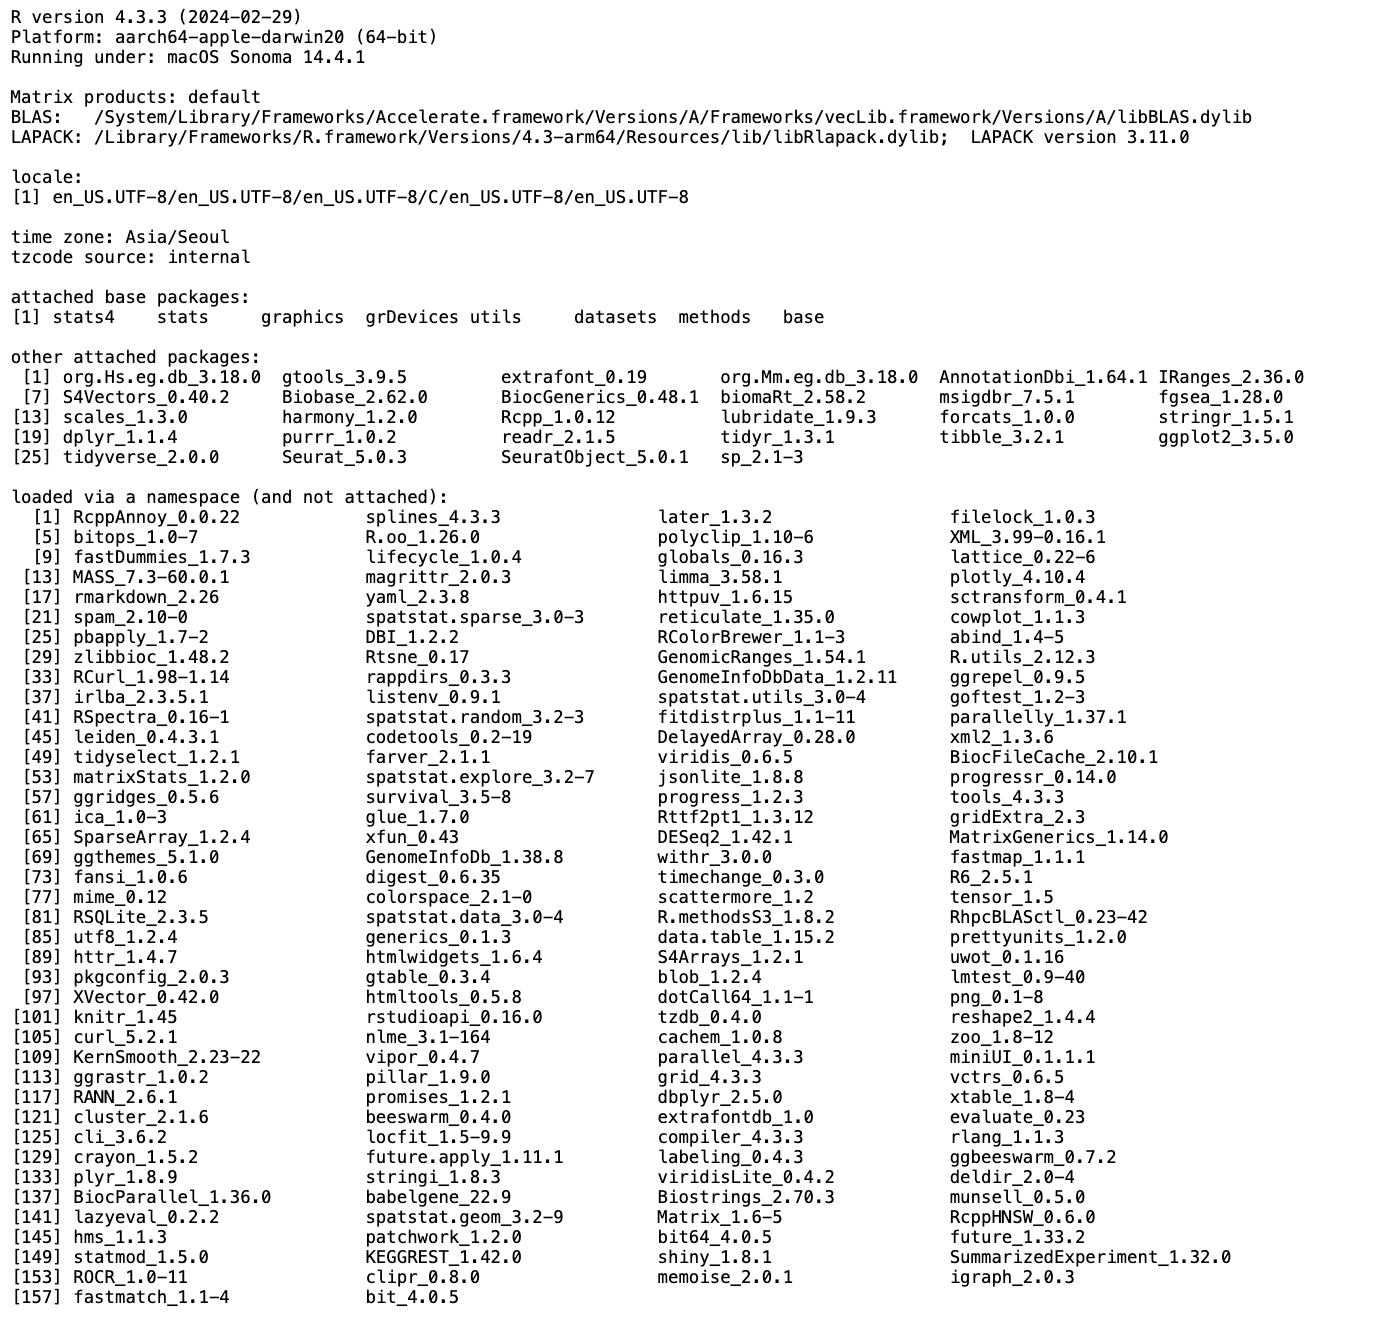 R version 4.3.3 (2024-02-29)
Platform: aarch64-apple-darwin20 (64-bit)
Running under: macOS Sonoma 14.4.1

Matrix products: default
BLAS:   /System/Library/Frameworks/Accelerate.framework/Versions/A/Frameworks/vecLib.framework/Versions/A/libBLAS.dylib
LAPACK: /Library/Frameworks/R.framework/Versions/4.3-arm64/Resources/lib/libRlapack.dylib;  LAPACK version 3.11.0

locale:
[1] en_US.UTF-8/en_US.UTF-8/en_US.UTF-8/C/en_US.UTF-8/en_US.UTF-8

time zone: Asia/Seoul
tzcode source: internal

attached base packages:
[1] stats4    stats     graphics  grDevices utils     datasets  methods   base

other attached packages:
 [1] org.Hs.eg.db_3.18.0  gtools_3.9.5         extrafont_0.19       org.Mm.eg.db_3.18.0  AnnotationDbi_1.64.1 IRanges_2.36.0
 [7] S4Vectors_0.40.2     Biobase_2.62.0       BiocGenerics_0.48.1  biomaRt_2.58.2       msigdbr_7.5.1        fgsea_1.28.0
[13] scales_1.3.0         harmony_1.2.0        Rcpp_1.0.12          lubridate_1.9.3      forcats_1.0.0        stringr_1.5.1
[19] dplyr_1.1.4          purrr_1.0.2          readr_2.1.5          tidyr_1.3.1          tibble_3.2.1         ggplot2_3.5.0
[25] tidyverse_2.0.0      Seurat_5.0.3         SeuratObject_5.0.1   sp_2.1-3

loaded via a namespace (and not attached):
  [1] RcppAnnoy_0.0.22            splines_4.3.3               later_1.3.2                 filelock_1.0.3
  [5] bitops_1.0-7                R.oo_1.26.0                 polyclip_1.10-6             XML_3.99-0.16.1
  [9] fastDummies_1.7.3           lifecycle_1.0.4             globals_0.16.3              lattice_0.22-6
 [13] MASS_7.3-60.0.1             magrittr_2.0.3              limma_3.58.1                plotly_4.10.4
 [17] rmarkdown_2.26              yaml_2.3.8                  httpuv_1.6.15               sctransform_0.4.1
 [21] spam_2.10-0                 spatstat.sparse_3.0-3       reticulate_1.35.0           cowplot_1.1.3
 [25] pbapply_1.7-2               DBI_1.2.2                   RColorBrewer_1.1-3          abind_1.4-5
 [29] zlibbioc_1.48.2             Rtsne_0.17                  GenomicRanges_1.54.1        R.utils_2.12.3
 [33] RCurl_1.98-1.14             rappdirs_0.3.3              GenomeInfoDbData_1.2.11     ggrepel_0.9.5
 [37] irlba_2.3.5.1               listenv_0.9.1               spatstat.utils_3.0-4        goftest_1.2-3
 [41] RSpectra_0.16-1             spatstat.random_3.2-3       fitdistrplus_1.1-11         parallelly_1.37.1
 [45] leiden_0.4.3.1              codetools_0.2-19            DelayedArray_0.28.0         xml2_1.3.6
 [49] tidyselect_1.2.1            farver_2.1.1                viridis_0.6.5               BiocFileCache_2.10.1
 [53] matrixStats_1.2.0           spatstat.explore_3.2-7      jsonlite_1.8.8              progressr_0.14.0
 [57] ggridges_0.5.6              survival_3.5-8              progress_1.2.3              tools_4.3.3
 [61] ica_1.0-3                   glue_1.7.0                  Rttf2pt1_1.3.12             gridExtra_2.3
 [65] SparseArray_1.2.4           xfun_0.43                   DESeq2_1.42.1               MatrixGenerics_1.14.0
 [69] ggthemes_5.1.0              GenomeInfoDb_1.38.8         withr_3.0.0                 fastmap_1.1.1
 [73] fansi_1.0.6                 digest_0.6.35               timechange_0.3.0            R6_2.5.1
 [77] mime_0.12                   colorspace_2.1-0            scattermore_1.2             tensor_1.5
 [81] RSQLite_2.3.5               spatstat.data_3.0-4         R.methodsS3_1.8.2           RhpcBLASctl_0.23-42
 [85] utf8_1.2.4                  generics_0.1.3              data.table_1.15.2           prettyunits_1.2.0
 [89] httr_1.4.7                  htmlwidgets_1.6.4           S4Arrays_1.2.1              uwot_0.1.16
 [93] pkgconfig_2.0.3             gtable_0.3.4                blob_1.2.4                  lmtest_0.9-40
 [97] XVector_0.42.0              htmltools_0.5.8             dotCall64_1.1-1             png_0.1-8
[101] knitr_1.45                  rstudioapi_0.16.0           tzdb_0.4.0                  reshape2_1.4.4
[105] curl_5.2.1                  nlme_3.1-164                cachem_1.0.8                zoo_1.8-12
[109] KernSmooth_2.23-22          vipor_0.4.7                 parallel_4.3.3              miniUI_0.1.1.1
[113] ggrastr_1.0.2               pillar_1.9.0                grid_4.3.3                  vctrs_0.6.5
[117] RANN_2.6.1                  promises_1.2.1              dbplyr_2.5.0                xtable_1.8-4
[121] cluster_2.1.6               beeswarm_0.4.0              extrafontdb_1.0             evaluate_0.23
[125] cli_3.6.2                   locfit_1.5-9.9              compiler_4.3.3              rlang_1.1.3
[129] crayon_1.5.2                future.apply_1.11.1         labeling_0.4.3              ggbeeswarm_0.7.2
[133] plyr_1.8.9                  stringi_1.8.3               viridisLite_0.4.2           deldir_2.0-4
[137] BiocParallel_1.36.0         babelgene_22.9              Biostrings_2.70.3           munsell_0.5.0
[141] lazyeval_0.2.2              spatstat.geom_3.2-9         Matrix_1.6-5                RcppHNSW_0.6.0
[145] hms_1.1.3                   patchwork_1.2.0             bit64_4.0.5                 future_1.33.2
[149] statmod_1.5.0               KEGGREST_1.42.0             shiny_1.8.1                 SummarizedExperiment_1.32.0
[153] ROCR_1.0-11                 clipr_0.8.0                 memoise_2.0.1               igraph_2.0.3
[157] fastmatch_1.1-4             bit_4.0.5